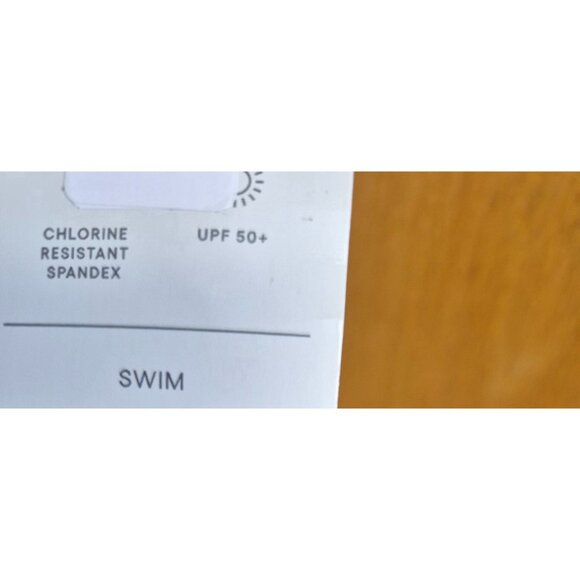 CHLORINE
RESISTANT
SPANDEX
UPF 50+
SWIM